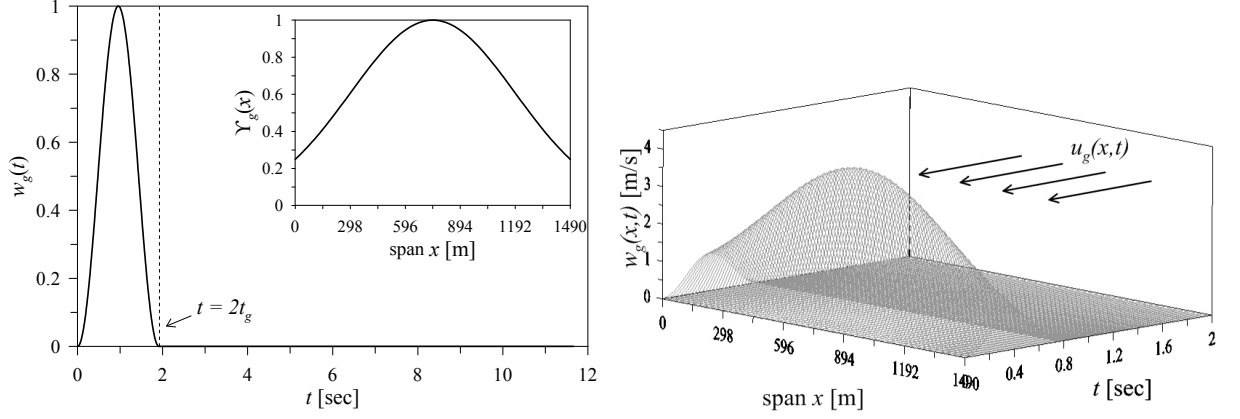 1
0.8
0.6
0.4
0.2
0
w_g(t)
0 2 4 6 8 10 12
t [sec]
t = 2t_g
1
0.8
0.6
0.4
0.2
0
ϒ_g(x)
0 298 596 894 1192 1490
span x [m]
4
3
2
1
0
w_g(x,t) [m/s]
u_g(x,t)
0 298 596 894 1192 1490
span x [m]
0 0.4 0.8 1.2 1.6 2
t [sec]